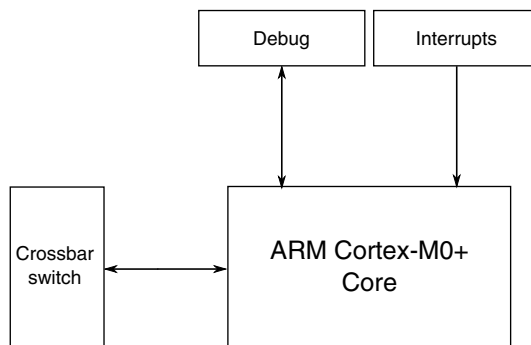 Debug
Interrupts
Crossbar
switch
ARM Cortex-M0+
Core